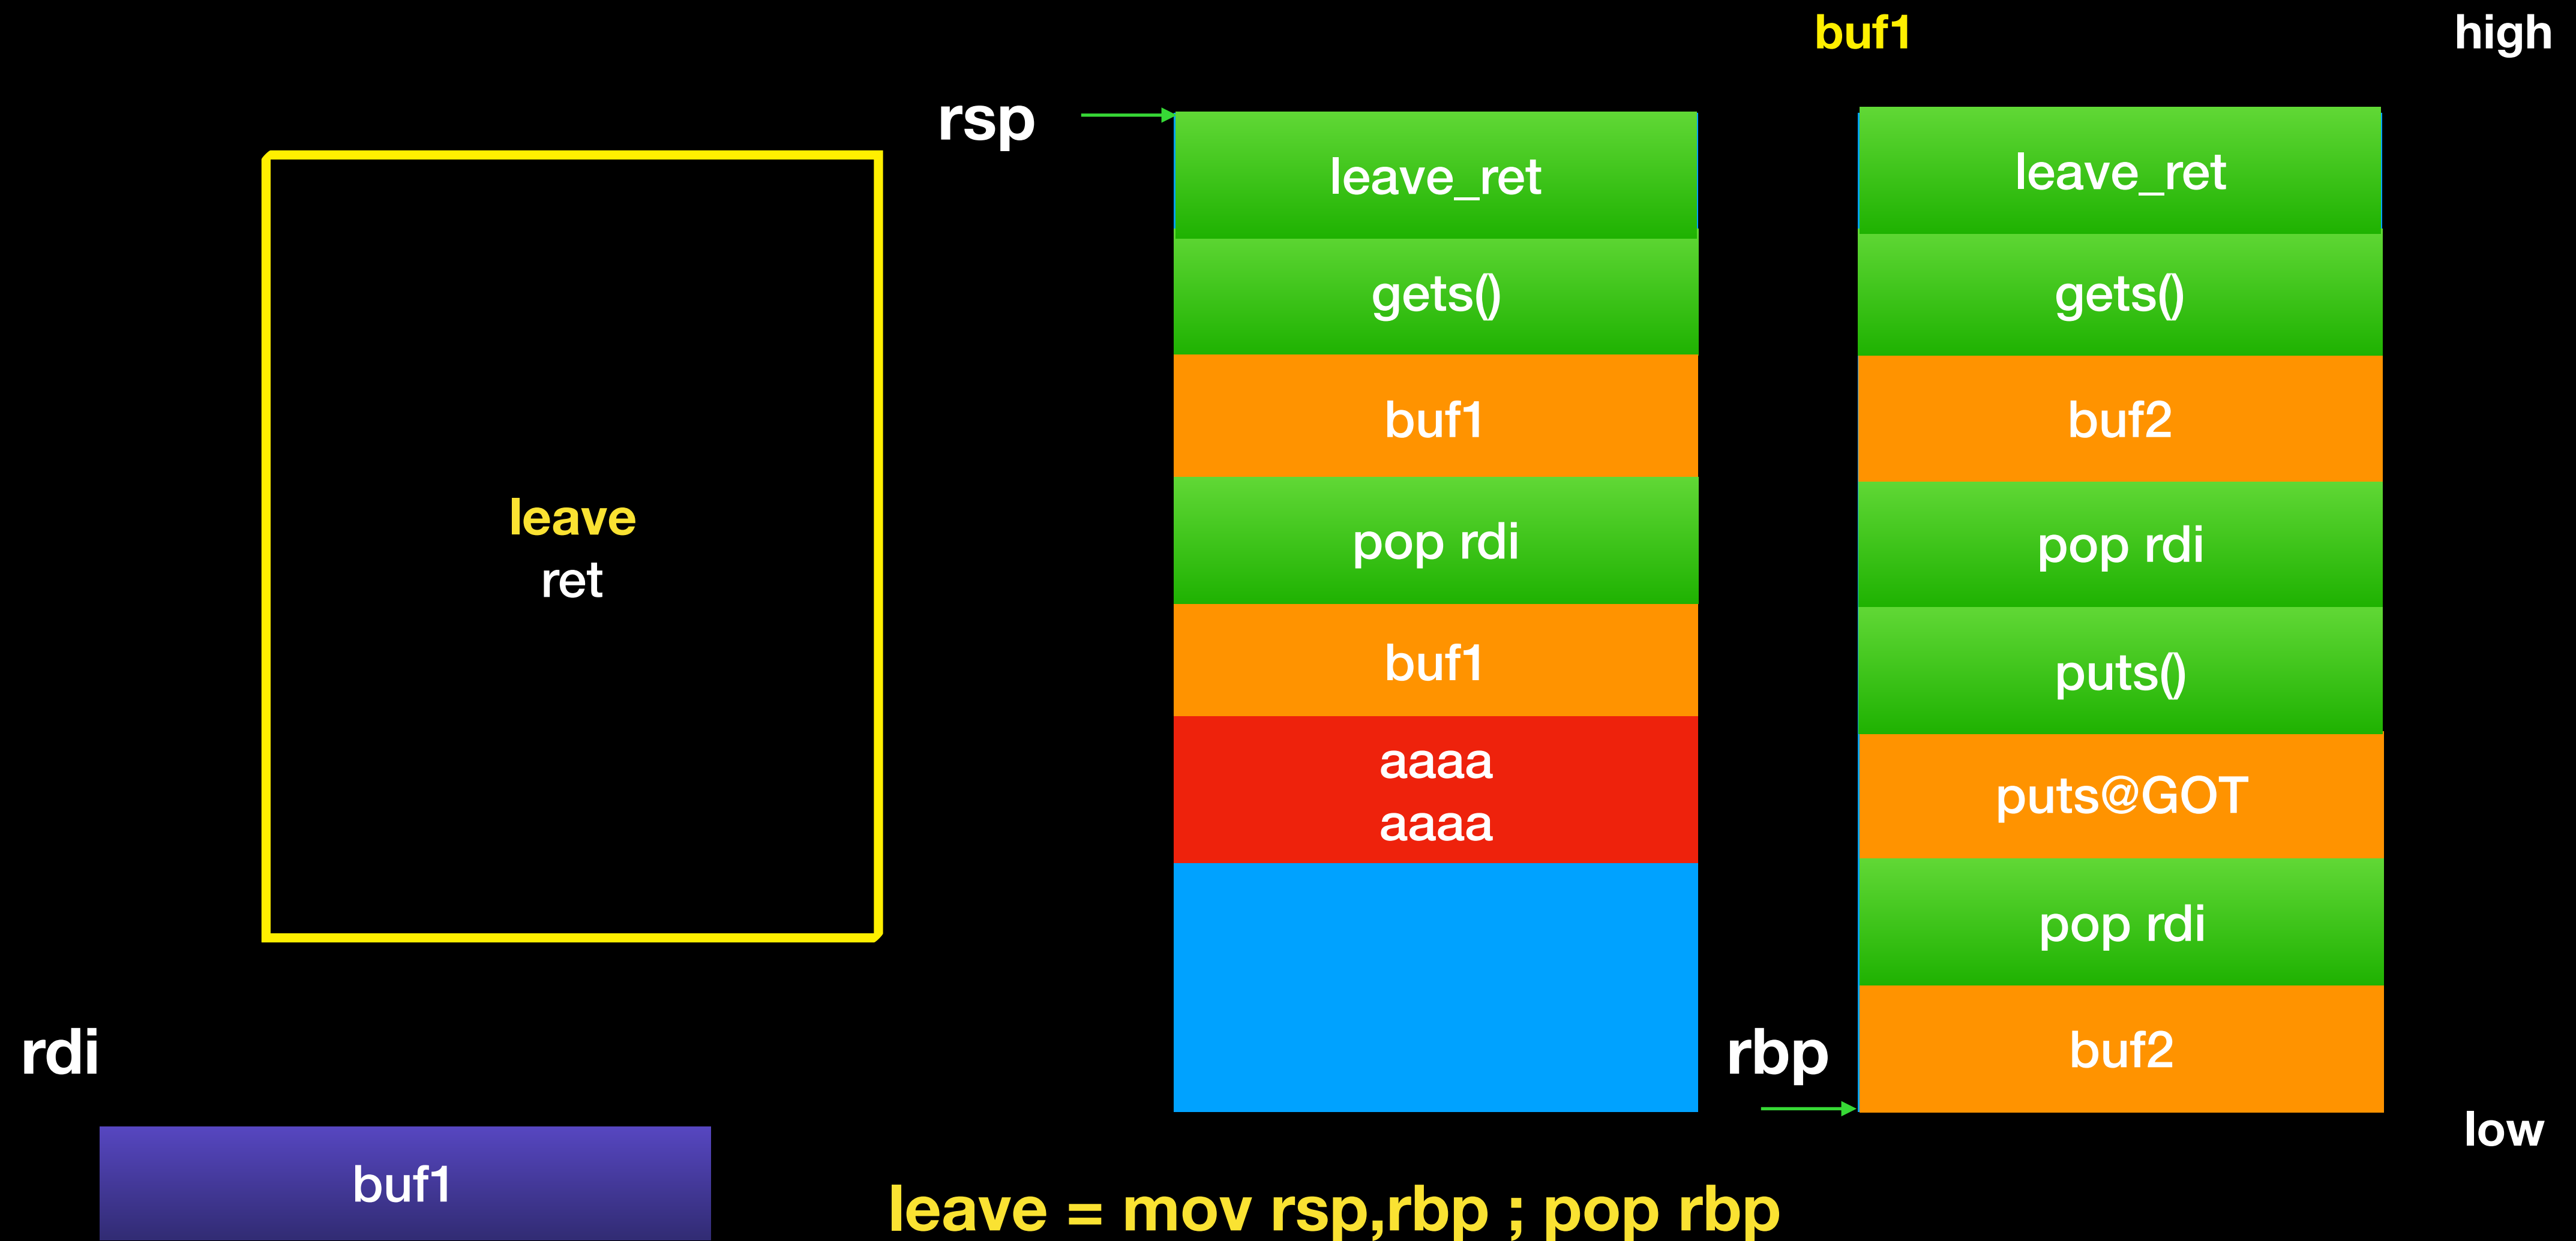 buf1
high
rsp
leave_ret
gets()
buf1
pop rdi
buf1
aaaa
aaaa
leave_ret
gets()
buf2
pop rdi
puts()
puts@GOT
pop rdi
buf2
leave
ret
rdi
buf1
rbp
low
leave = mov rsp,rbp ; pop rbp